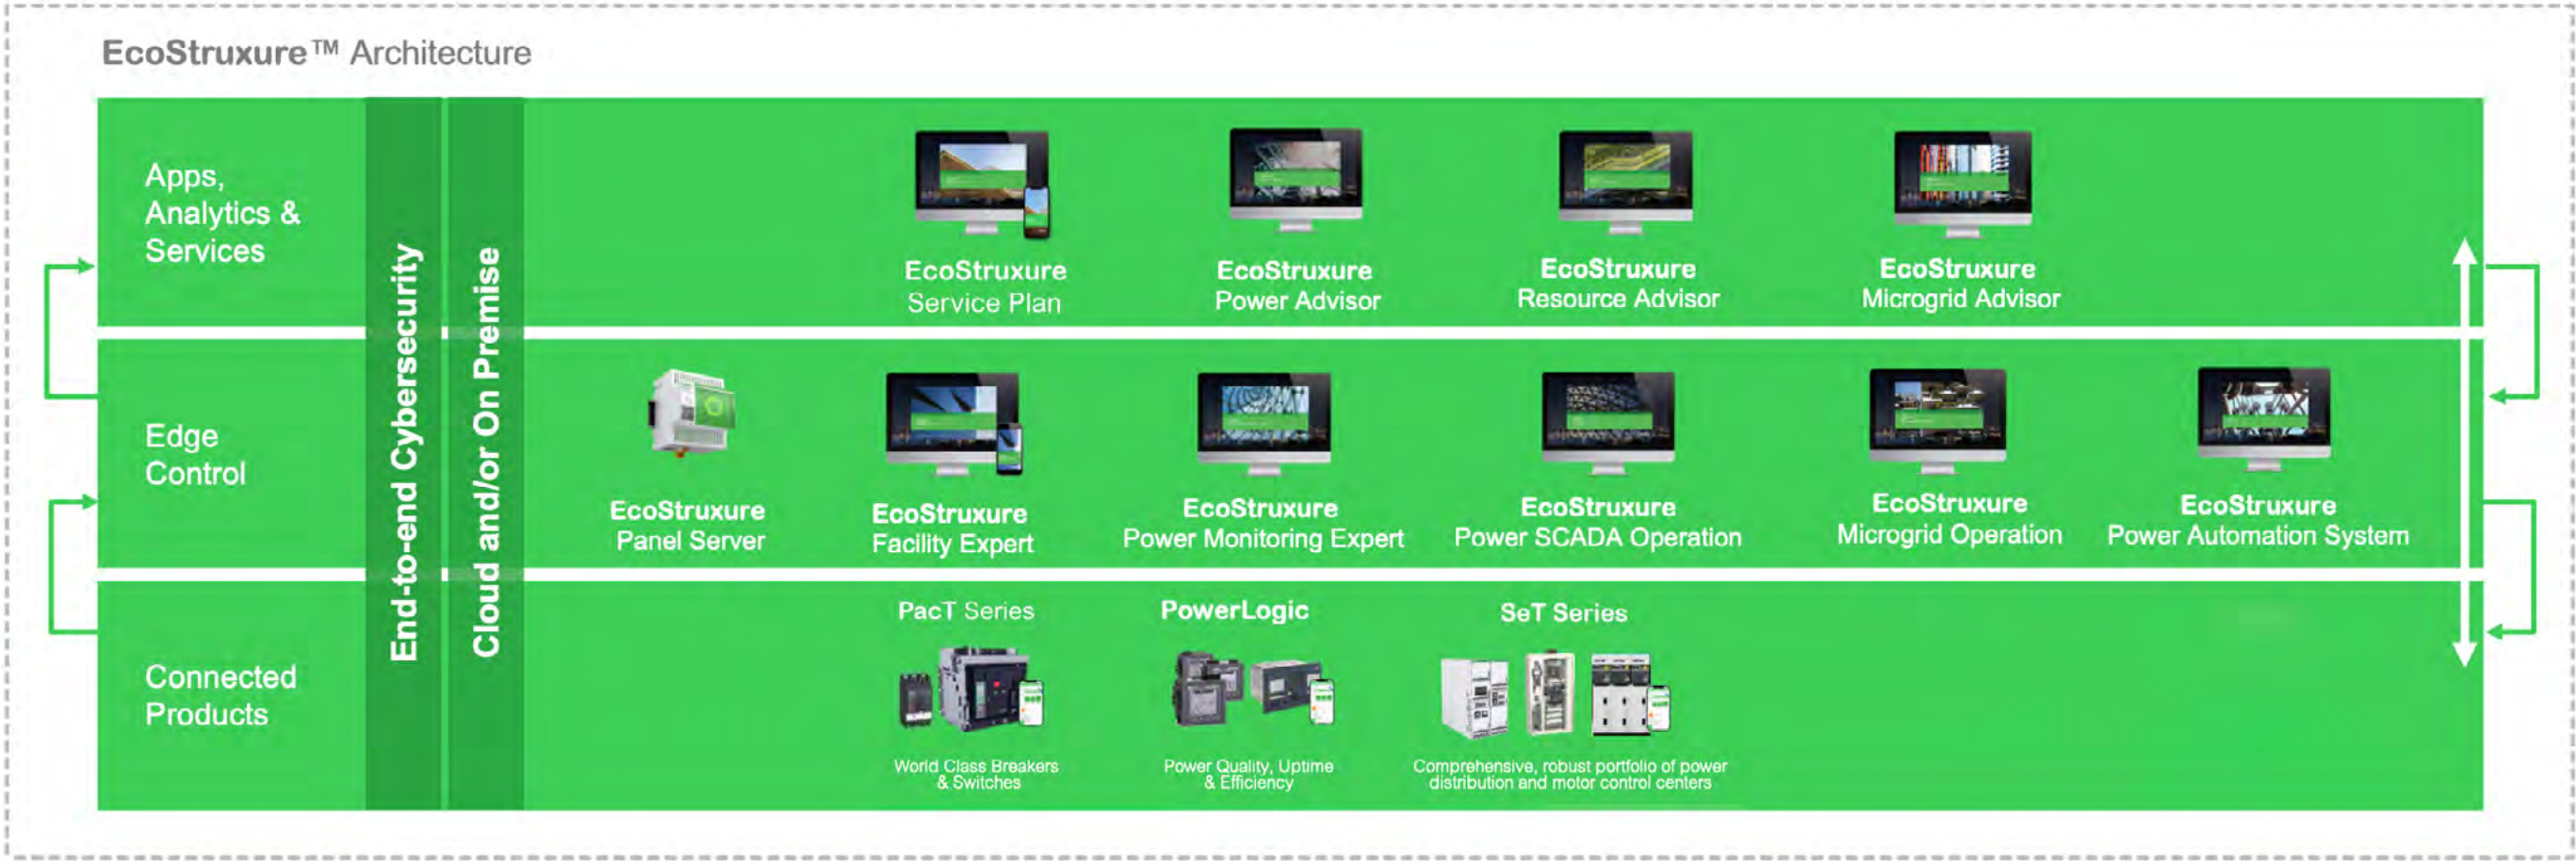 EcoStruxure™ Architecture
Apps,
Analytics &
Services
End-to-end Cybersecurity
Cloud and/or On Premise
EcoStruxure
Service Plan
EcoStruxure
Power Advisor
EcoStruxure
Resource Advisor
EcoStruxure
Microgrid Advisor
Edge
Control
EcoStruxure
Panel Server
EcoStruxure
Facility Expert
EcoStruxure
Power Monitoring Expert
EcoStruxure
Power SCADA Operation
EcoStruxure
Microgrid Operation
EcoStruxure
Power Automation System
Connected
Products
PacT Series
World Class Breakers
& Switches
PowerLogic
Power Quality, Uptime
& Efficiency
SeT Series
Comprehensive, robust portfolio of power
distribution and motor control centers